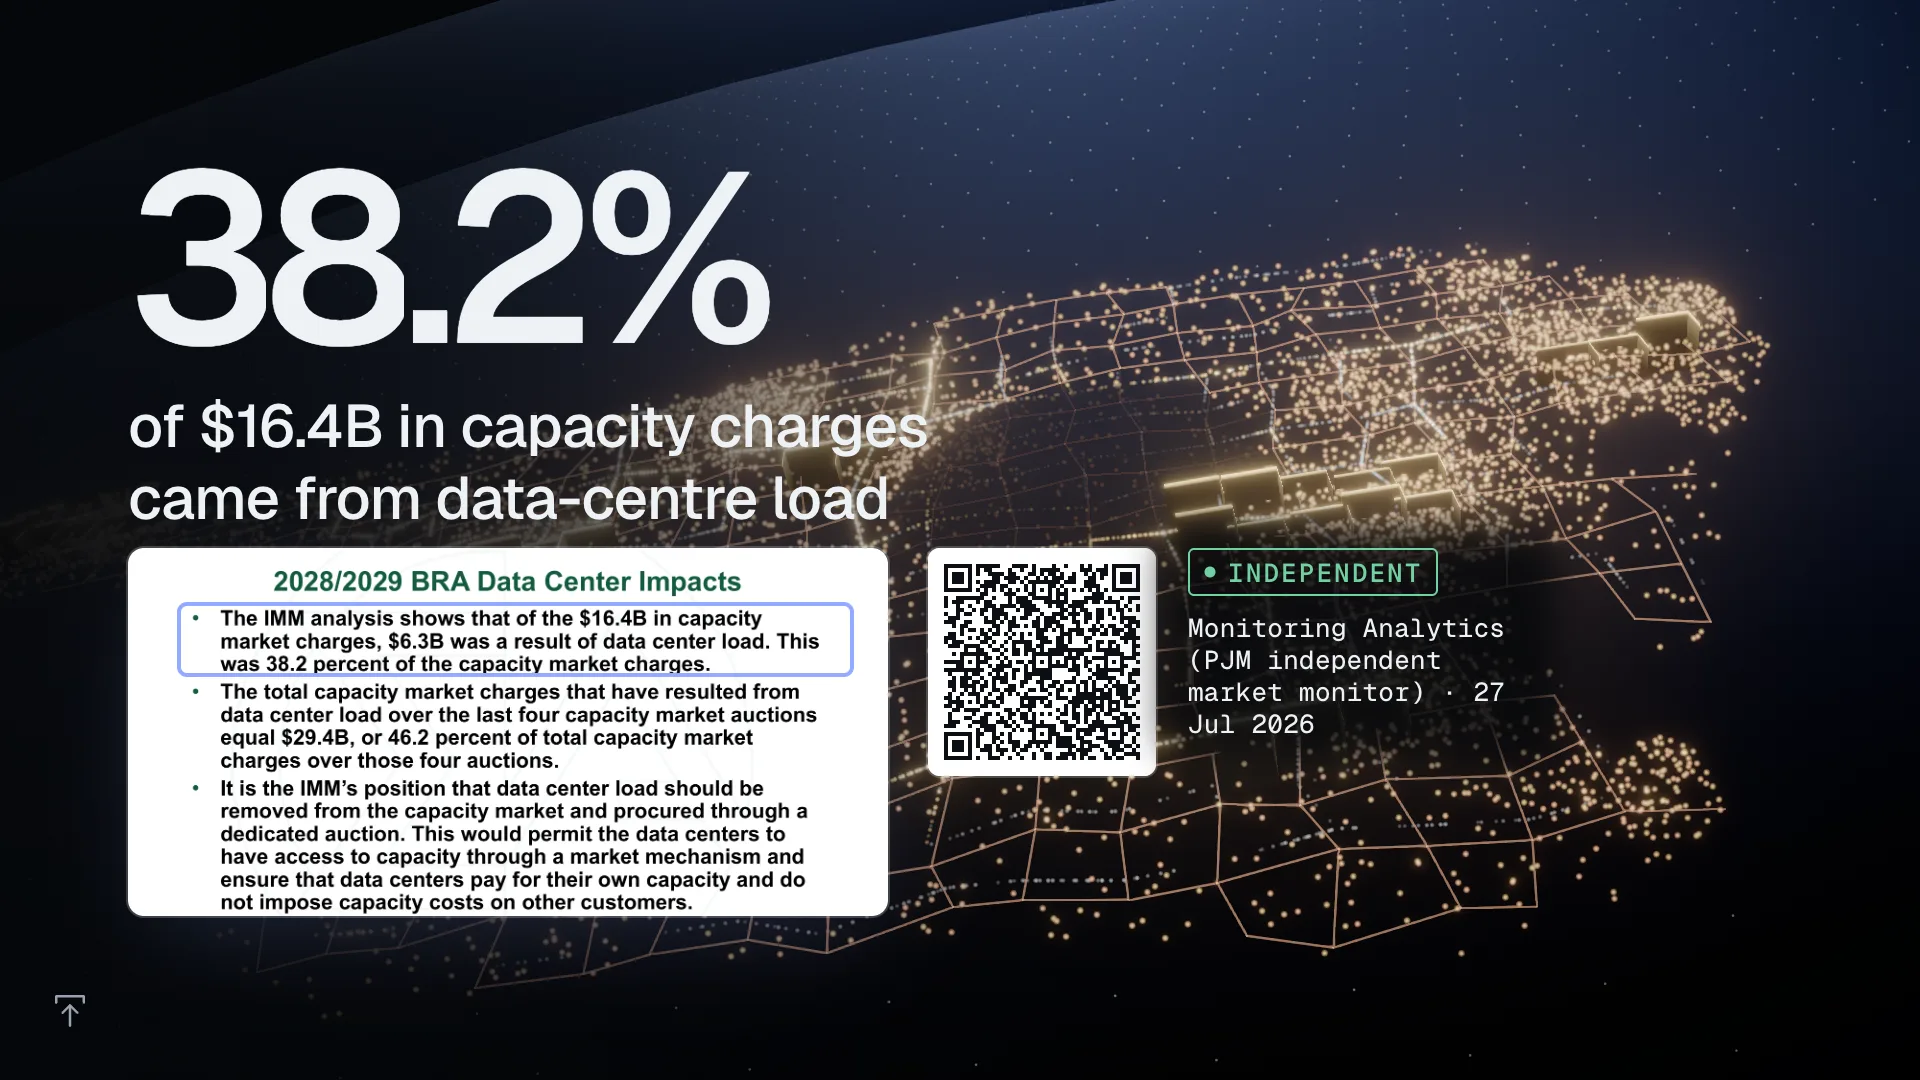 38.2%
of $16.4B in capacity charges
came from data-centre load
2028/2029 BRA Data Center Impacts
• The IMM analysis shows that of the $16.4B in capacity
market charges, $6.3B was a result of data center load. This
was 38.2 percent of the capacity market charges.
• The total capacity market charges that have resulted from
data center load over the last four capacity market auctions
equal $29.4B, or 46.2 percent of total capacity market
charges over those four auctions.
• It is the IMM’s position that data center load should be
removed from the capacity market and procured through a
dedicated auction. This would permit the data centers to
have access to capacity through a market mechanism and
ensure that data centers pay for their own capacity and do
not impose capacity costs on other customers.
• INDEPENDENT
Monitoring Analytics
(PJM independent
market monitor) · 27
Jul 2026